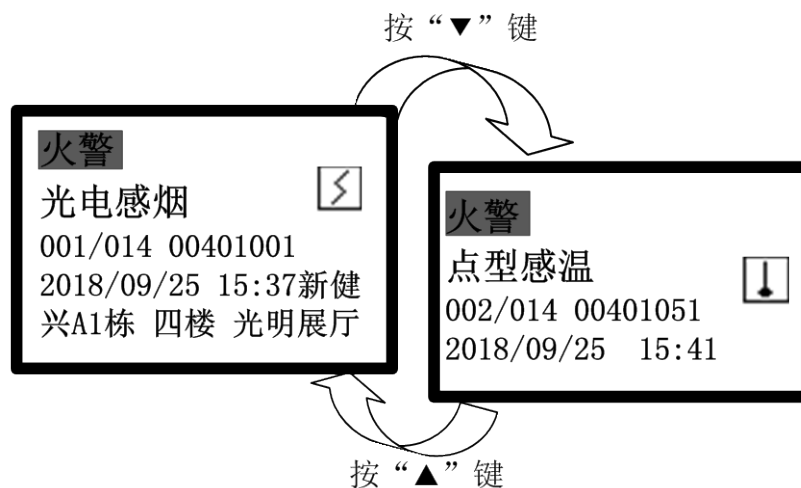 按“▼”键
火警
光电感烟
001/014 00401001
2018/09/25 15:37新健
兴A1栋 四楼 光明展厅
火警
点型感温
002/014 00401051
2018/09/25 15:41
按“▲”键